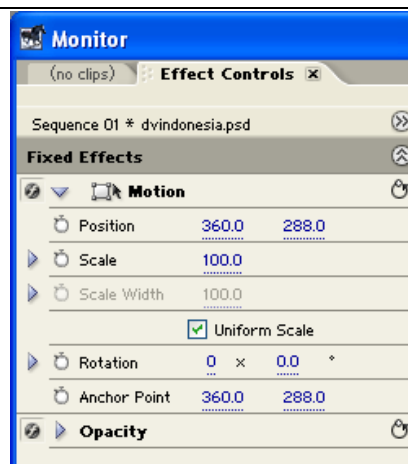 Monitor
(no clips) Effect Controls
Sequence 01 * dvindonesia.psd
Fixed Effects
Motion
Position 360.0 288.0
Scale 100.0
Scale Width 100.0
Uniform Scale
Rotation 0 x 0.0 °
Anchor Point 360.0 288.0
Opacity